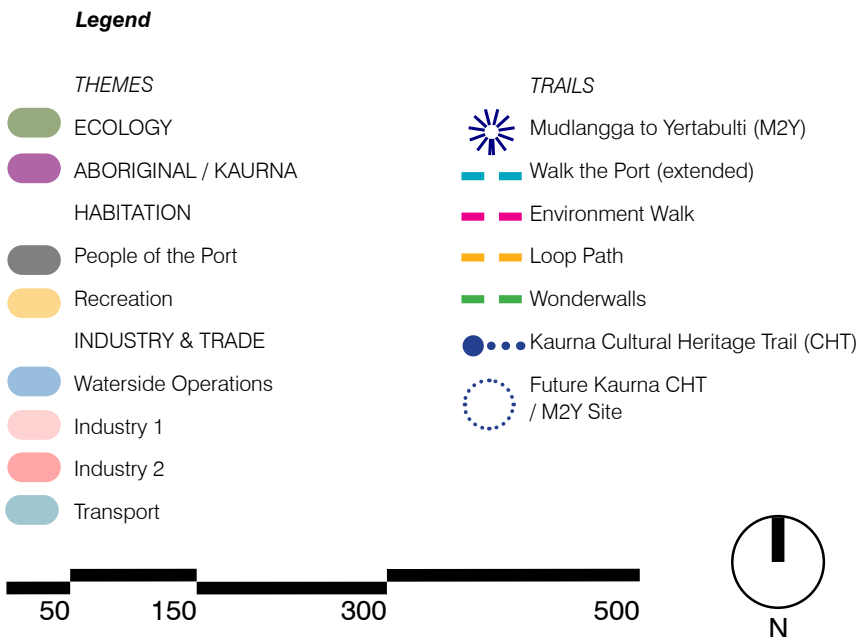 Legend
THEMES
ECOLOGY
ABORIGINAL / KAURNA
HABITATION
People of the Port
Recreation
INDUSTRY & TRADE
Waterside Operations
Industry 1
Industry 2
Transport
TRAILS
Mudlangga to Yertabulti (M2Y)
Walk the Port (extended)
Environment Walk
Loop Path
Wonderwalls
Kaurna Cultural Heritage Trail (CHT)
Future Kaurna CHT
/ M2Y Site
50 150 300 500
N